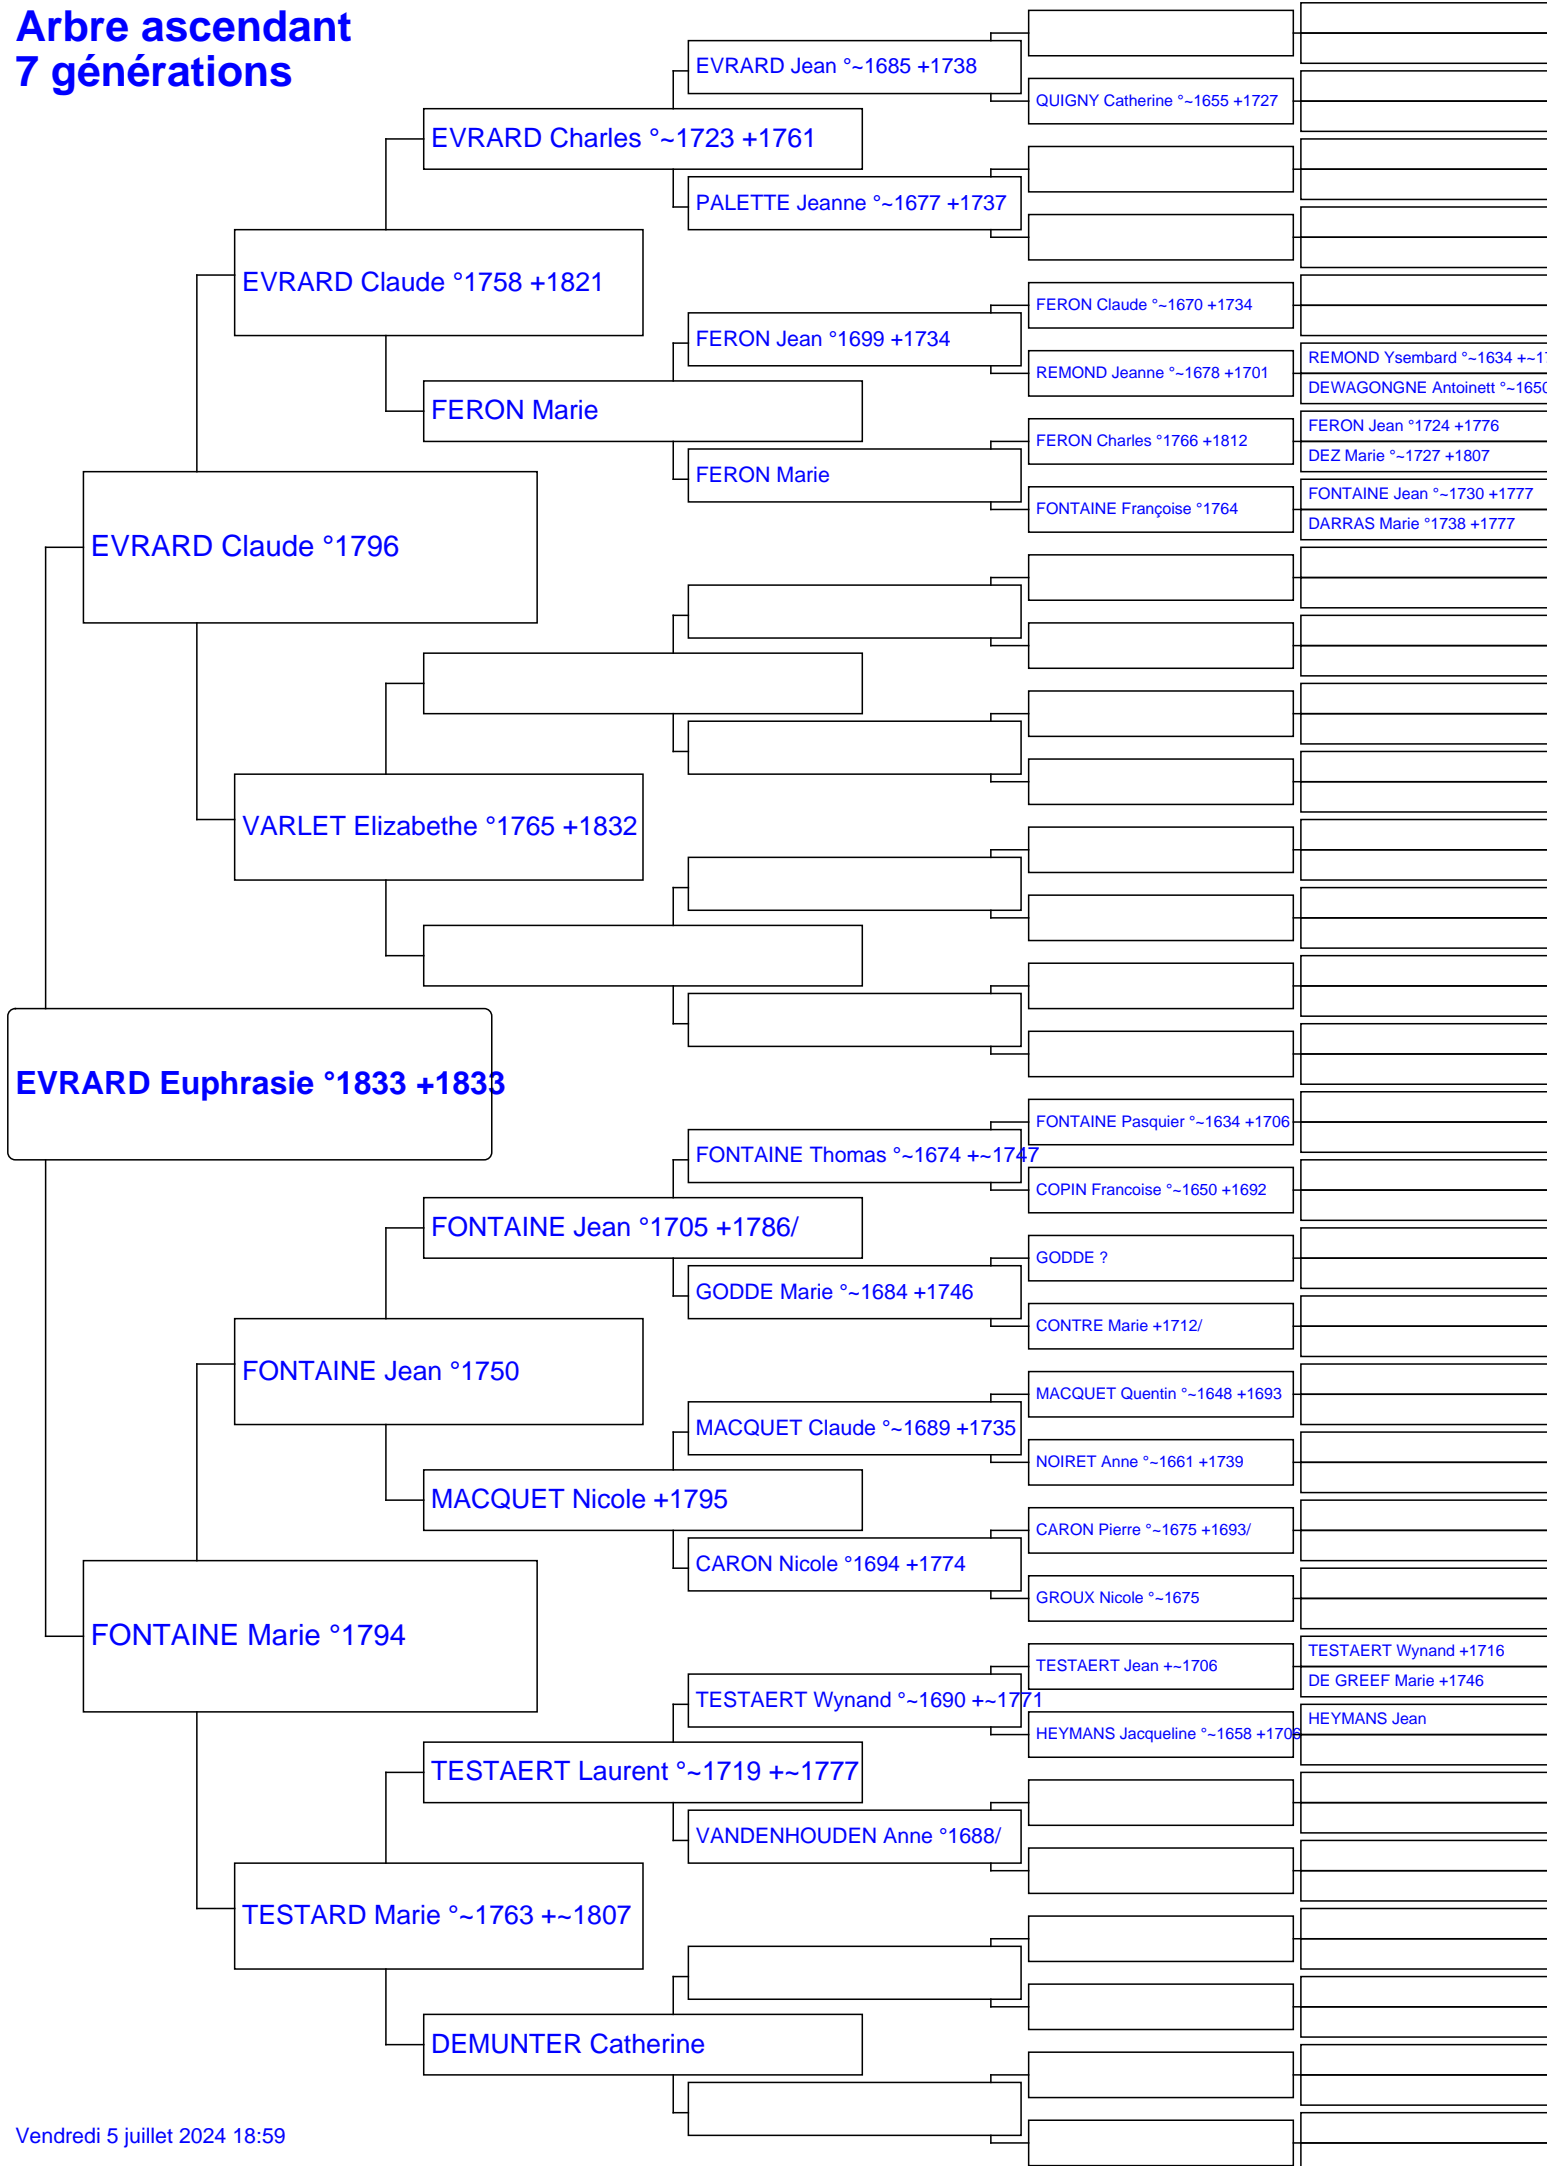 Arbre ascendant
7 générations
EVRARD Jean °~1685 +1738
QUIGNY Catherine °~1655 +1727
EVRARD Charles °~1723 +1761
PALETTE Jeanne °~1677 +1737
EVRARD Claude °1758 +1821
FERON Claude °~1670 +1734
FERON Jean °1699 +1734
REMOND Ysembard °~1634 +~17
REMOND Jeanne °~1678 +1701
DEWAGONGNE Antoinett °~1650
FERON Marie
FERON Jean °1724 +1776
FERON Charles °1766 +1812
DEZ Marie °~1727 +1807
FERON Marie
FONTAINE Jean °~1730 +1777
FONTAINE Françoise °1764
DARRAS Marie °1738 +1777
EVRARD Claude °1796
VARLET Elizabethe °1765 +1832
EVRARD Euphrasie °1833 +1833
FONTAINE Pasquier °~1634 +1706
FONTAINE Thomas °~1674 +~1747
COPIN Francoise °~1650 +1692
FONTAINE Jean °1705 +1786/
GODDE ?
GODDE Marie °~1684 +1746
CONTRE Marie +1712/
FONTAINE Jean °1750
MACQUET Quentin °~1648 +1693
MACQUET Claude °~1689 +1735
NOIRET Anne °~1661 +1739
MACQUET Nicole +1795
CARON Pierre °~1675 +1693/
CARON Nicole °1694 +1774
GROUX Nicole °~1675
FONTAINE Marie °1794
TESTAERT Wynand +1716
TESTAERT Jean +~1706
DE GREEF Marie +1746
TESTAERT Wynand °~1690 +~1771
HEYMANS Jean
HEYMANS Jacqueline °~1658 +1706
TESTAERT Laurent °~1719 +~1777
VANDENHOUDEN Anne °1688/
TESTARD Marie °~1763 +~1807
DEMUNTER Catherine
Vendredi 5 juillet 2024 18:59